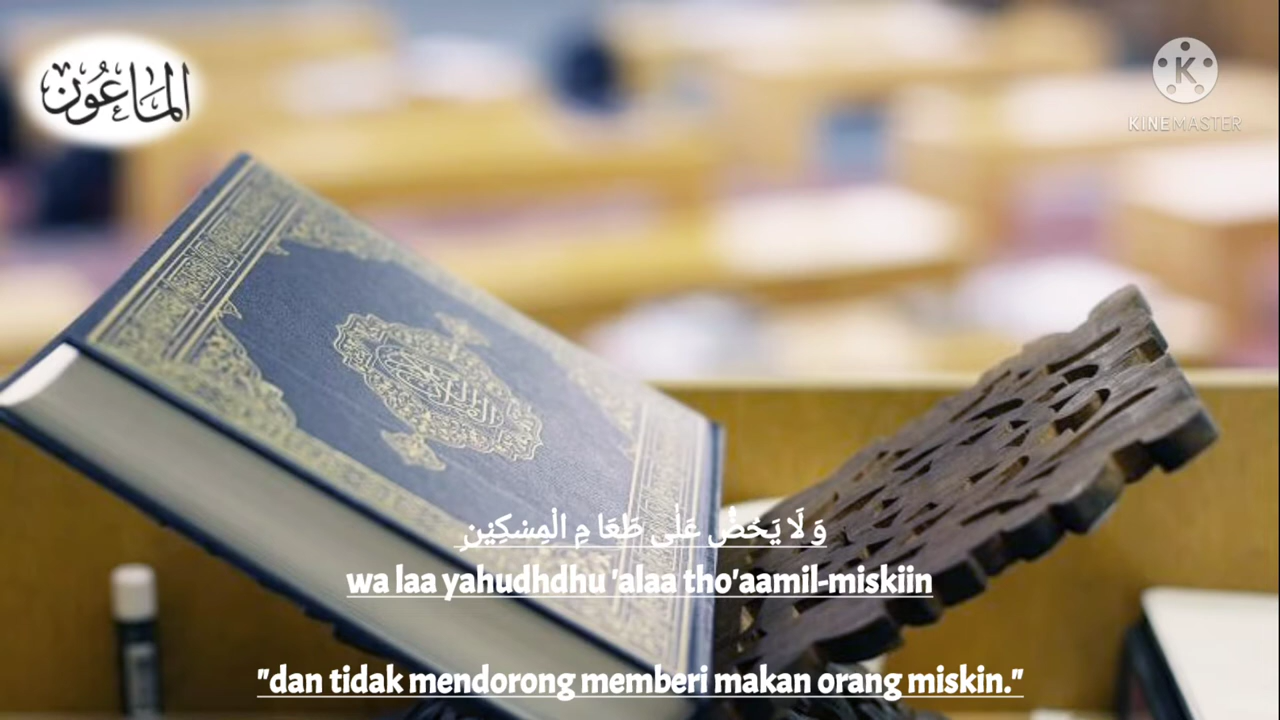 الماعون
KINEMASTER
وَ لَا يَحُضُّ عَلٰى طَعَا مِ الْمِسْكِيْنِ
wa laa yahudhdhu 'alaa tho'aamil-miskiin
"dan tidak mendorong memberi makan orang miskin."